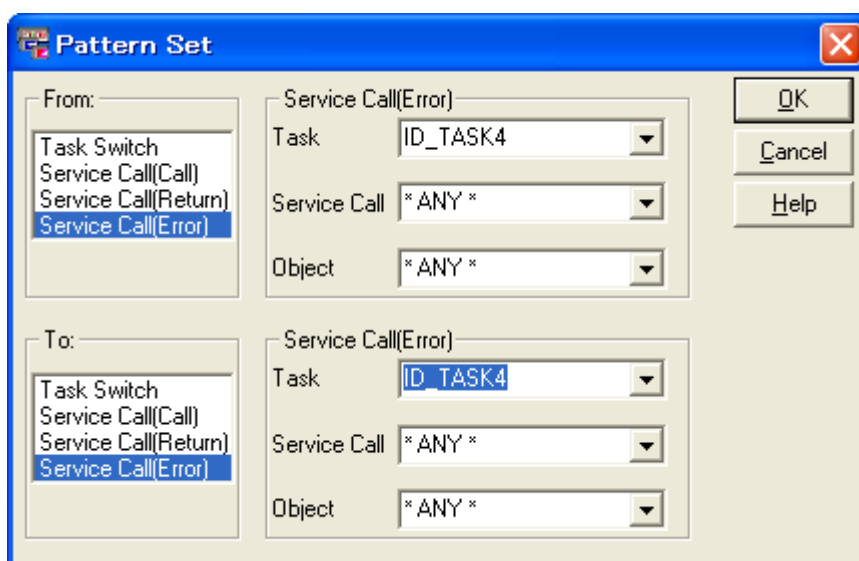 Pattern Set
From:
Task Switch
Service Call(Call)
Service Call(Return)
Service Call(Error)
Service Call(Error)
Task ID_TASK4
Service Call * ANY *
Object * ANY *
OK
Cancel
Help
To:
Task Switch
Service Call(Call)
Service Call(Return)
Service Call(Error)
Service Call(Error)
Task ID_TASK4
Service Call * ANY *
Object * ANY *